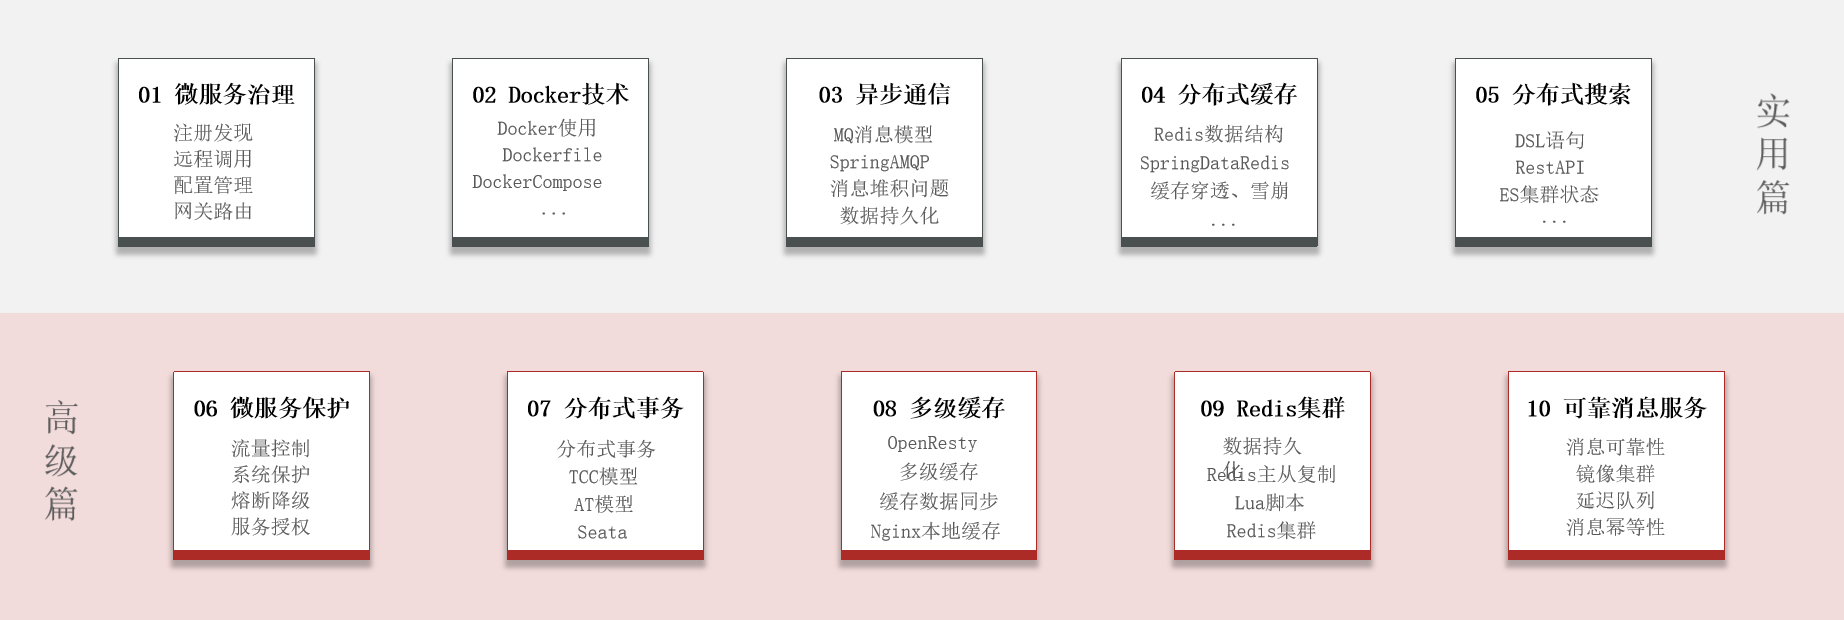 01 微服务治理
注册发现
远程调用
配置管理
网关路由
02 Docker技术
Docker使用
Dockerfile
DockerCompose
...
03 异步通信
MQ消息模型
SpringAMQP
消息堆积问题
数据持久化
04 分布式缓存
Redis数据结构
SpringDataRedis
缓存穿透、雪崩
...
05 分布式搜索
DSL语句
RestAPI
ES集群状态
...
实用篇
高级篇
06 微服务保护
流量控制
系统保护
熔断降级
服务授权
07 分布式事务
分布式事务
TCC模型
AT模型
Seata
08 多级缓存
OpenResty
多级缓存
缓存数据同步
Nginx本地缓存
09 Redis集群
数据持久
化
Redis主从复制
Lua脚本
Redis集群
10 可靠消息服务
消息可靠性
镜像集群
延迟队列
消息幂等性